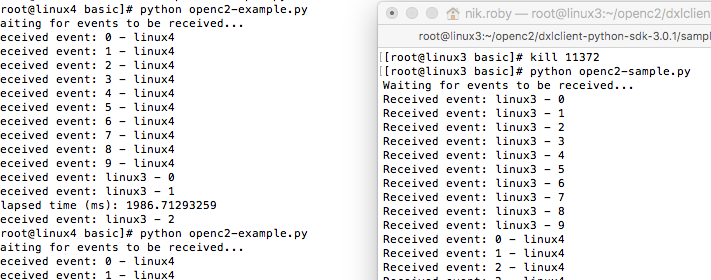 root@linux4 basic]# python openc2-example.py
aiting for events to be received...
eceived event: 0 - linux4
eceived event: 1 - linux4
eceived event: 2 - linux4
eceived event: 3 - linux4
eceived event: 4 - linux4
eceived event: 5 - linux4
eceived event: 6 - linux4
eceived event: 7 - linux4
eceived event: 8 - linux4
eceived event: 9 - linux4
eceived event: linux3 - 0
eceived event: linux3 - 1
lapsed time (ms): 1986.71293259
eceived event: linux3 - 2
root@linux4 basic]# python openc2-example.py
aiting for events to be received...
eceived event: 0 - linux4
eceived event: 1 - linux4
nik.roby — root@linux3:~/openc2/dxlclient-
root@linux3:~/openc2/dxlclient-python-sdk-3.0.1/sampl
[[root@linux3 basic]# kill 11372
[[root@linux3 basic]# python openc2-sample.py
Waiting for events to be received...
Received event: linux3 - 0
Received event: linux3 - 1
Received event: linux3 - 2
Received event: linux3 - 3
Received event: linux3 - 4
Received event: linux3 - 5
Received event: linux3 - 6
Received event: linux3 - 7
Received event: linux3 - 8
Received event: linux3 - 9
Received event: 0 - linux4
Received event: 1 - linux4
Received event: 2 - linux4